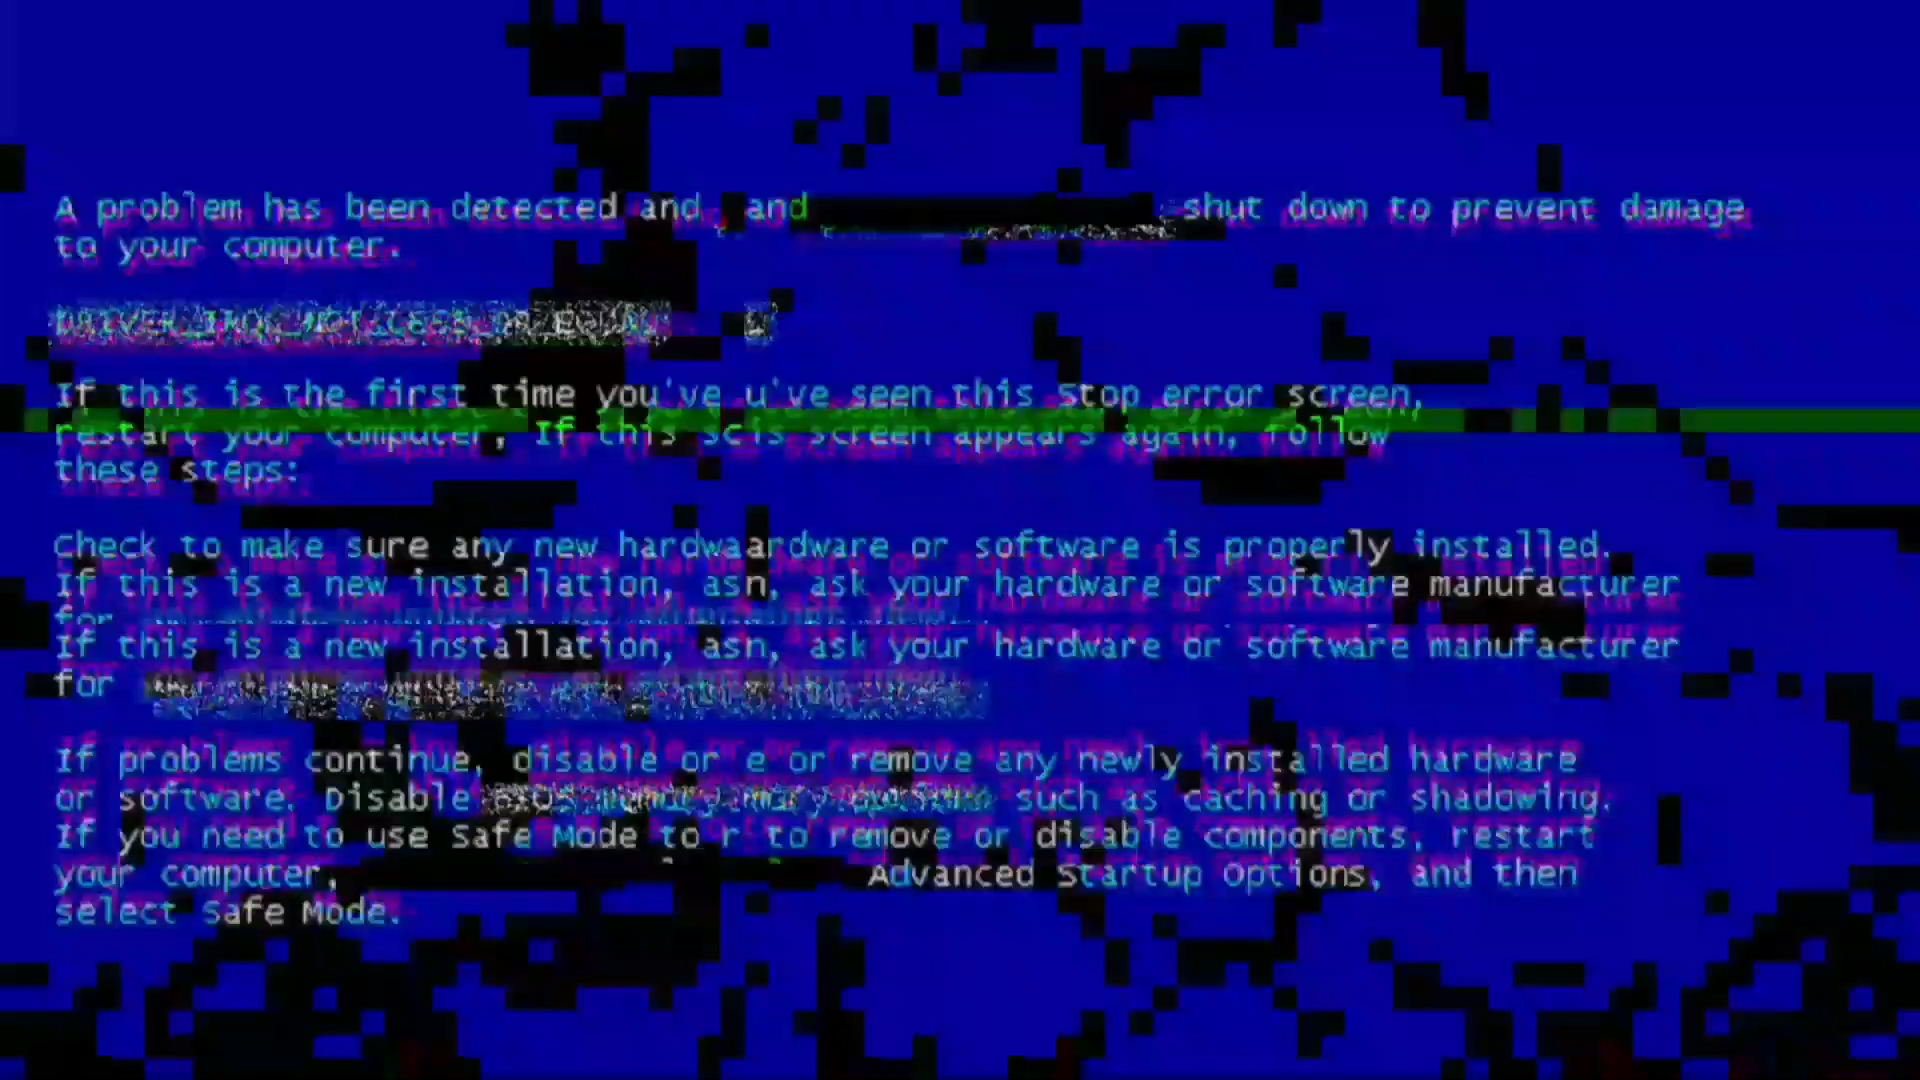 A problem has been detected and, and shut down to prevent damage
to your computer.
If this is the first time you've u've seen this Stop error screen,
restart your computer, If this scis screen appears again, follow
these steps:
Check to make sure any new hardwaardware or software is properly installed.
If this is a new installation, asn, ask your hardware or software manufacturer
for
If this is a new installation, asn, ask your hardware or software manufacturer
for
If problems continue, disable or e or remove any newly installed hardware
or software. Disable such as caching or shadowing.
If you need to use Safe Mode to r to remove or disable components, restart
your computer, Advanced Startup Options, and then
select Safe Mode.